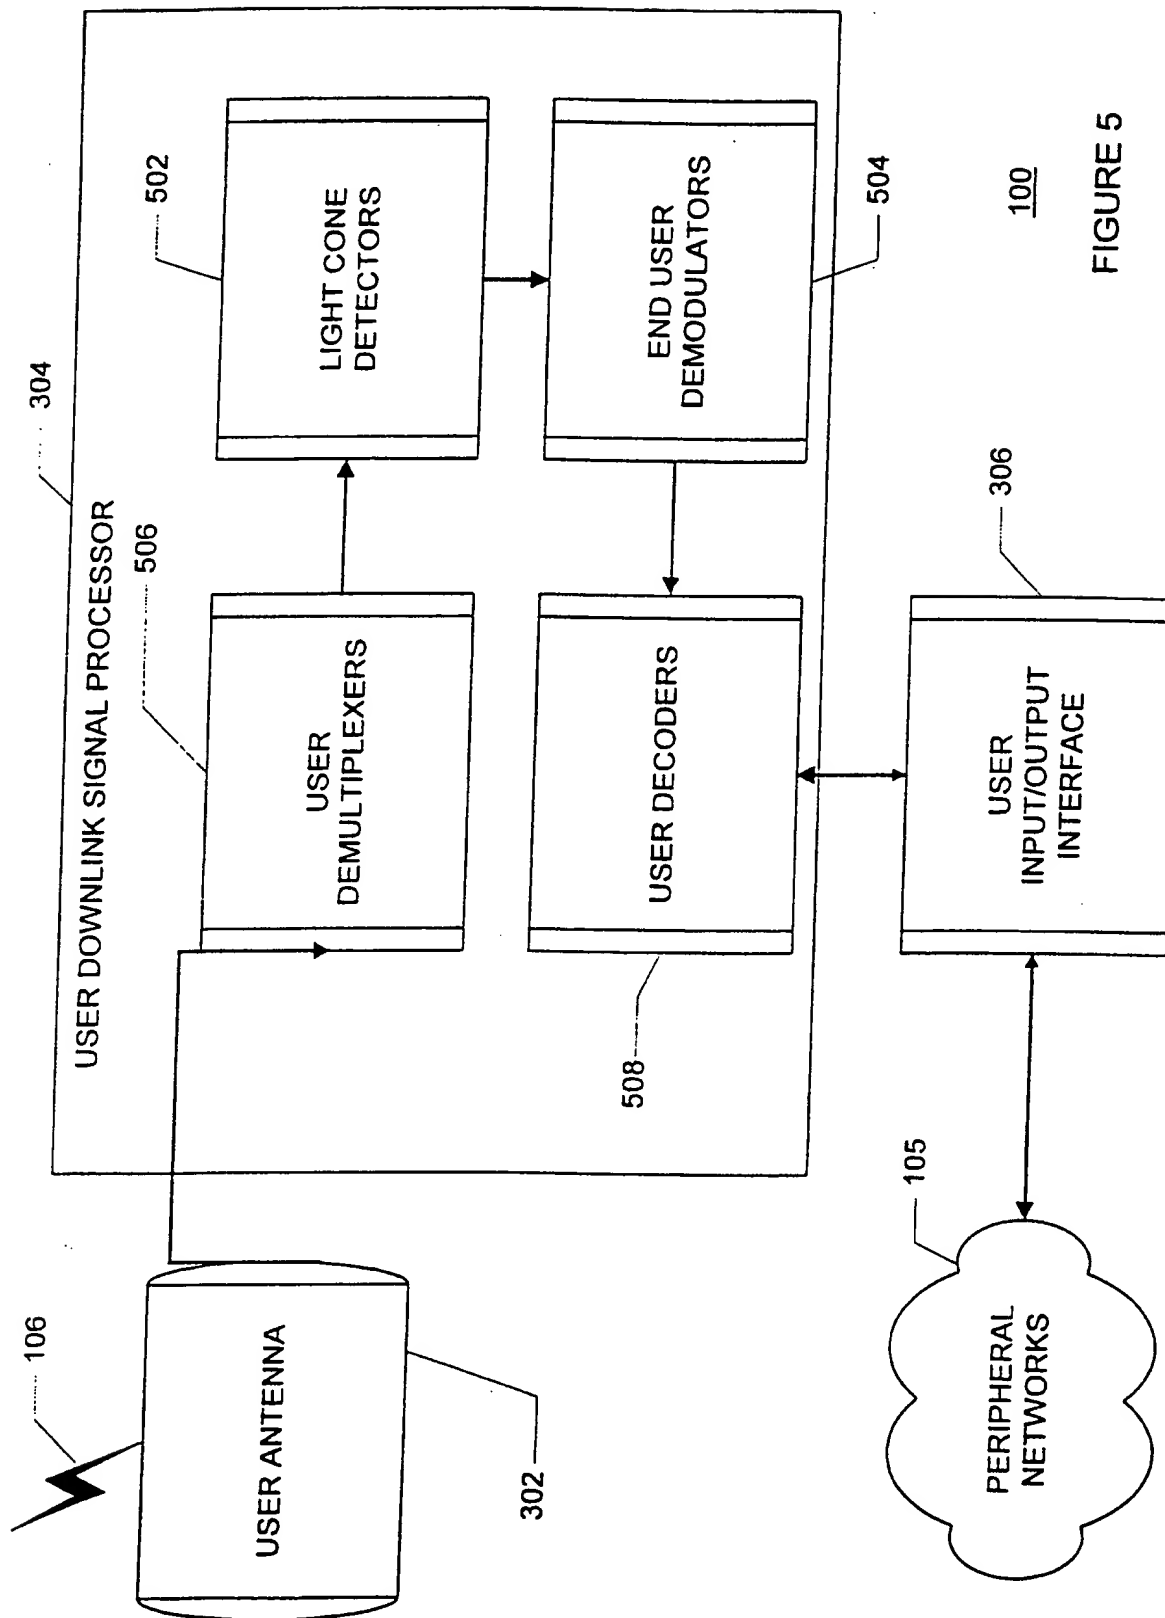 USER DOWNLINK SIGNAL PROCESSOR
304
106
USER ANTENNA
302
506
USER
DEMULTIPLEXERS
502
LIGHT CONE
DETECTORS
508
USER DECODERS
END USER
DEMODULATORS
504
105
PERIPHERAL
NETWORKS
USER
INPUT/OUTPUT
INTERFACE
306
100
FIGURE 5